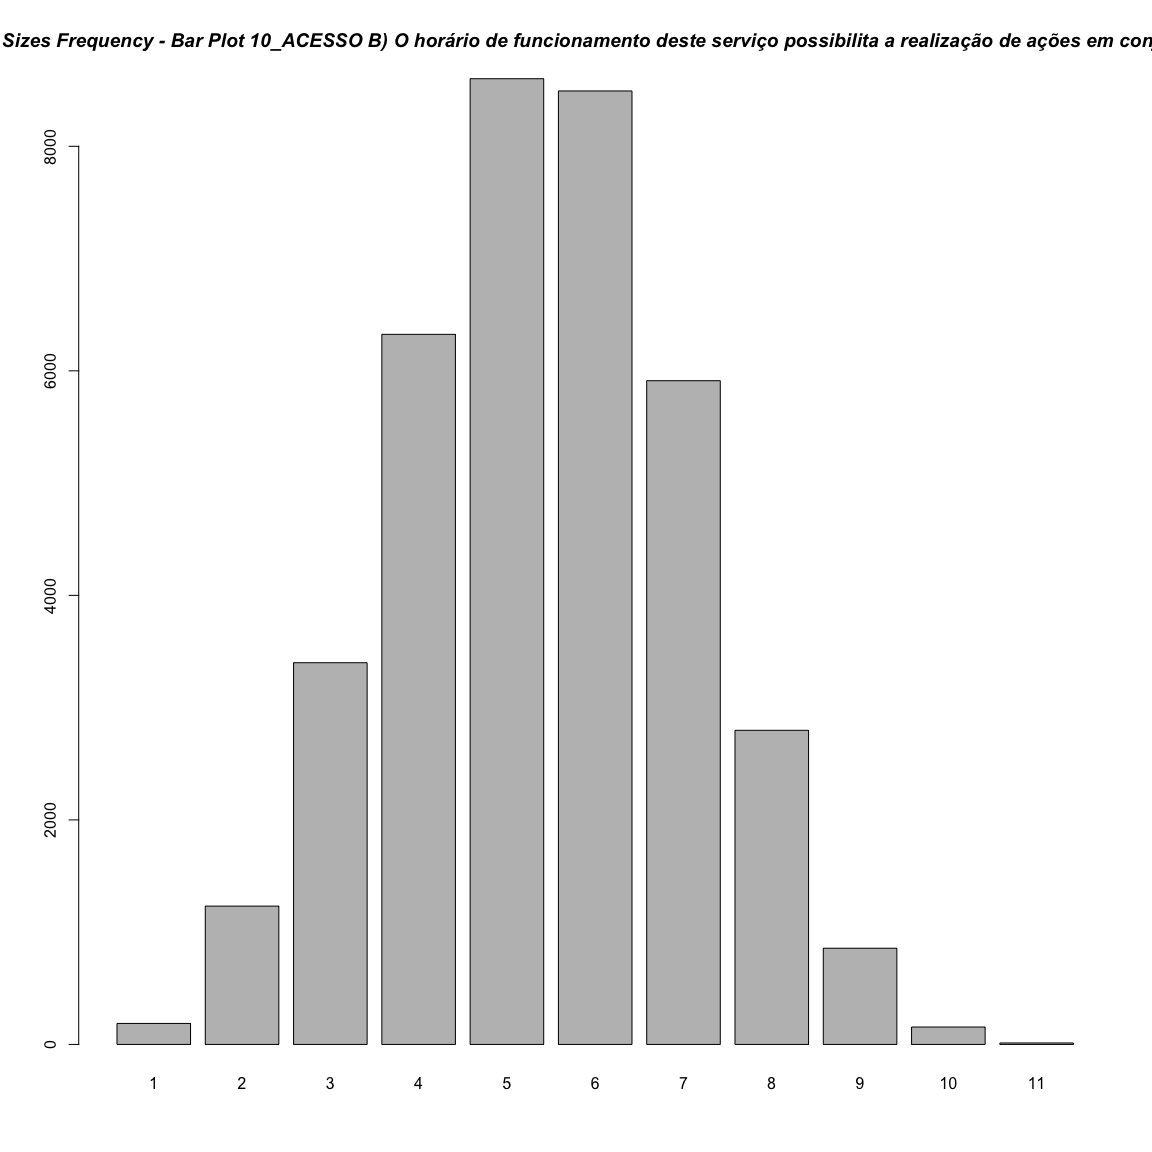 Sizes Frequency - Bar Plot 10_ACESSO B) O horário de funcionamento deste serviço possibilita a realização de ações em
8000
6000
4000
2000
0
1 2 3 4 5 6 7 8 9 10 11